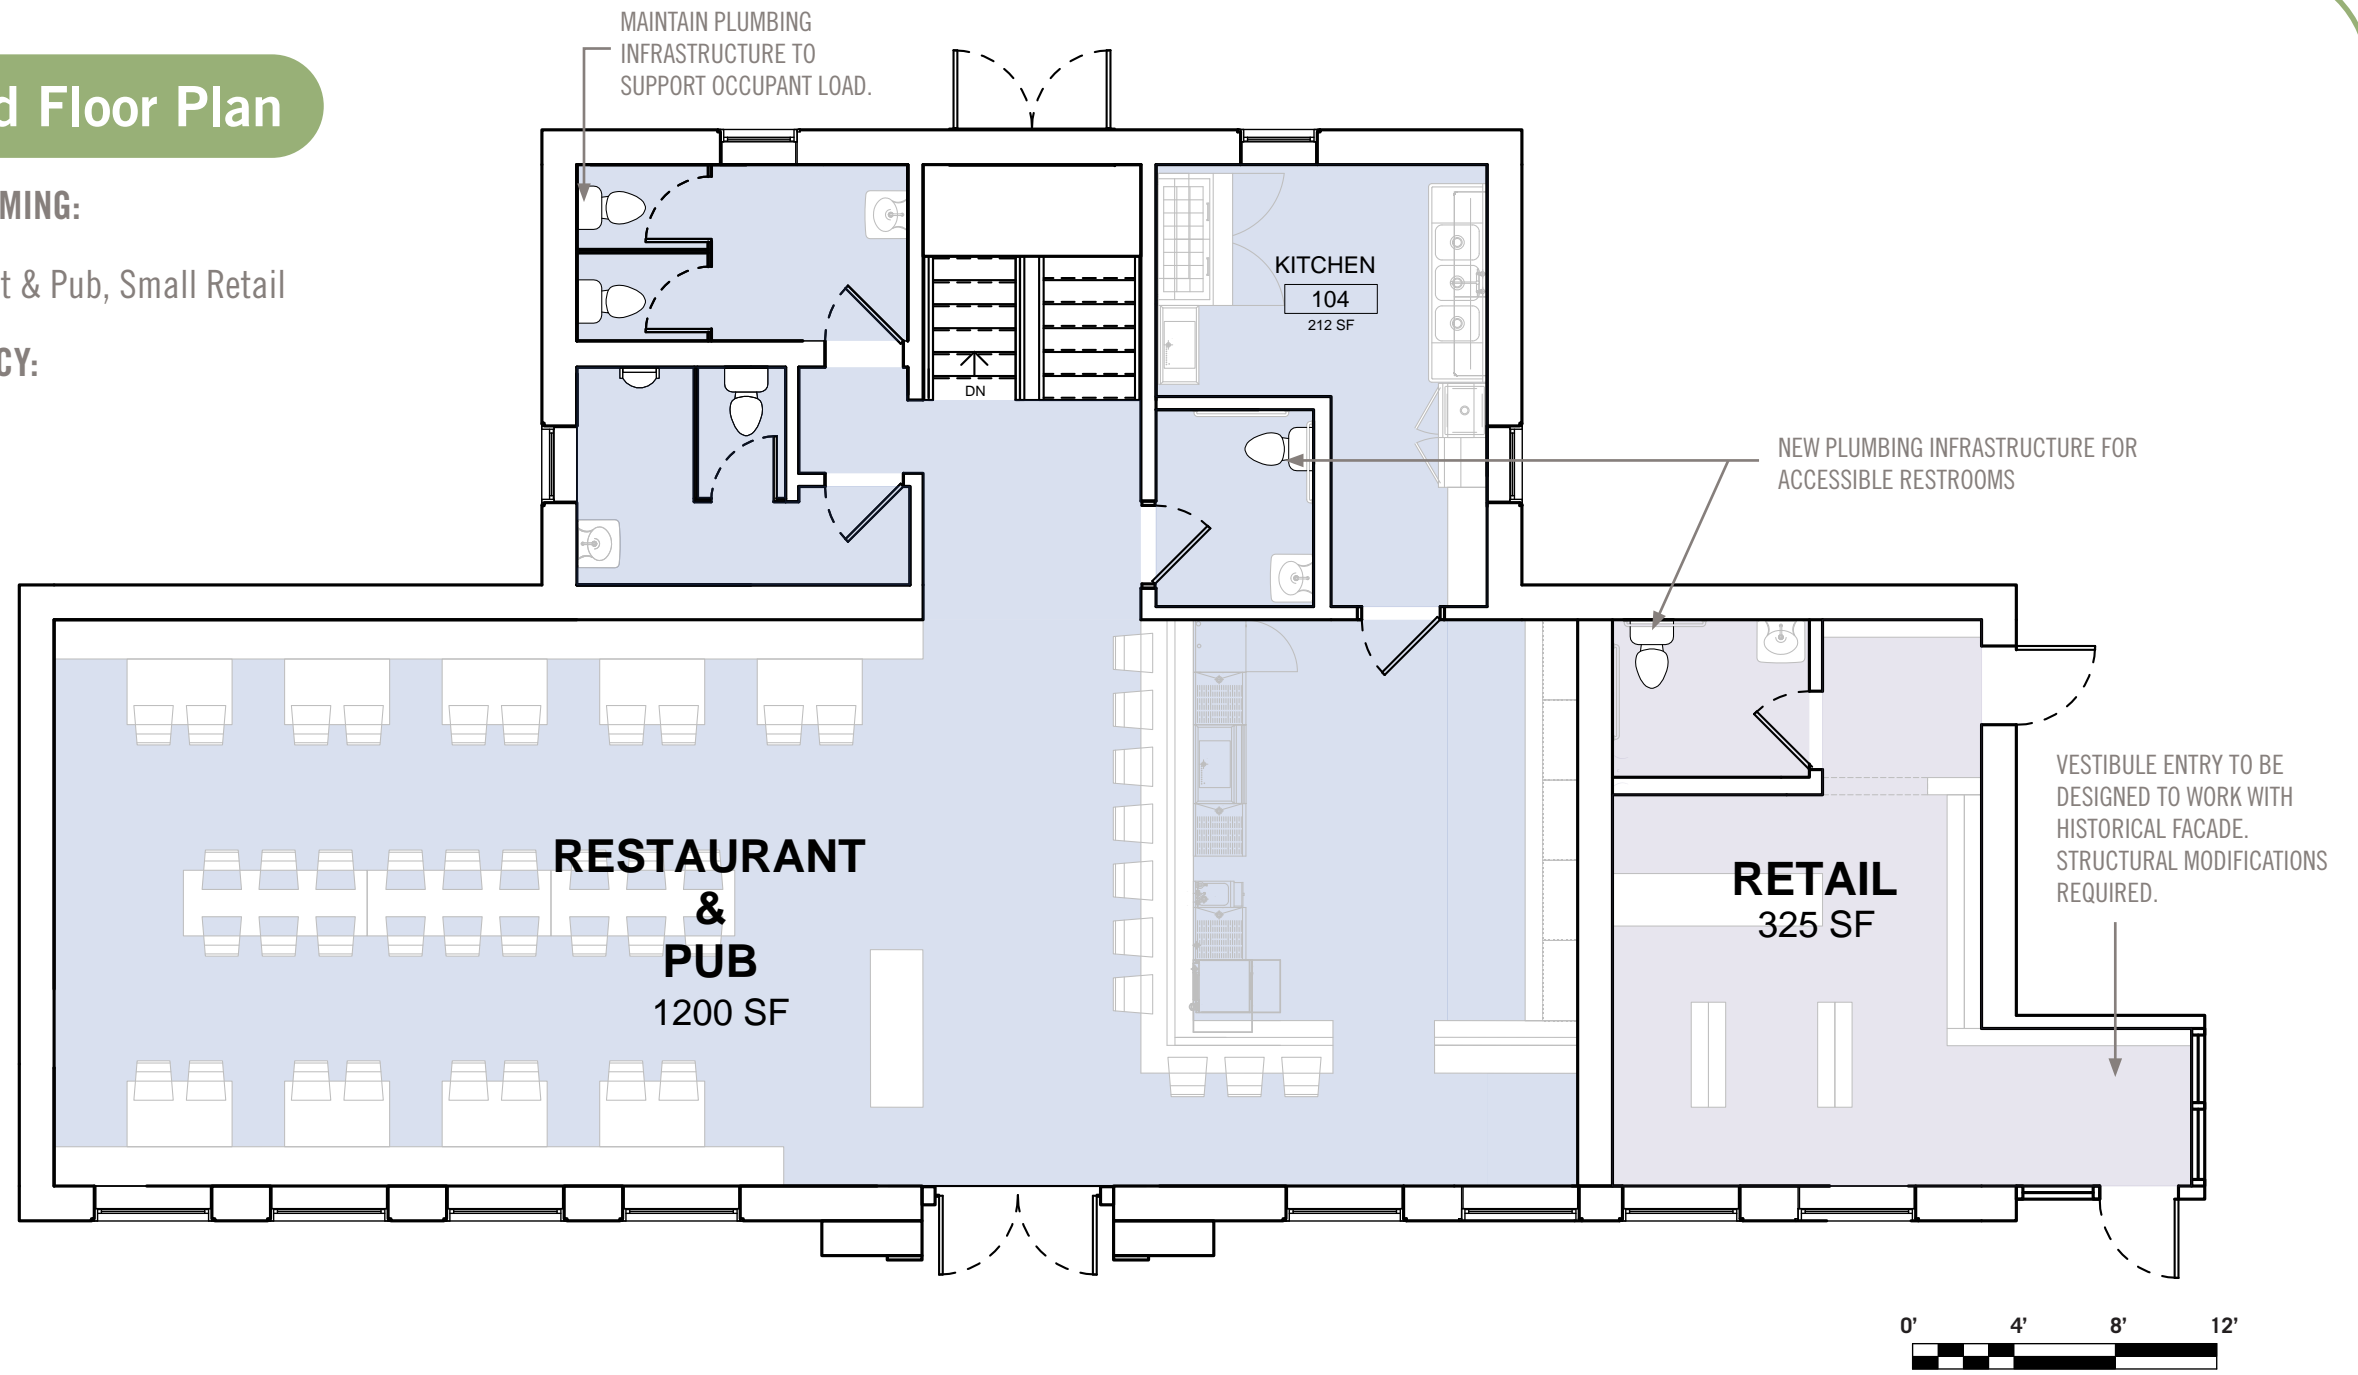 d Floor Plan
MING:
t & Pub, Small Retail
CY:
MAINTAIN PLUMBING
INFRASTRUCTURE TO
SUPPORT OCCUPANT LOAD.
KITCHEN
104
212 SF
DN
NEW PLUMBING INFRASTRUCTURE FOR
ACCESSIBLE RESTROOMS
VESTIBULE ENTRY TO BE
DESIGNED TO WORK WITH
HISTORICAL FACADE.
STRUCTURAL MODIFICATIONS
REQUIRED.
RESTAURANT
&
PUB
1200 SF
RETAIL
325 SF
0' 4' 8' 12'